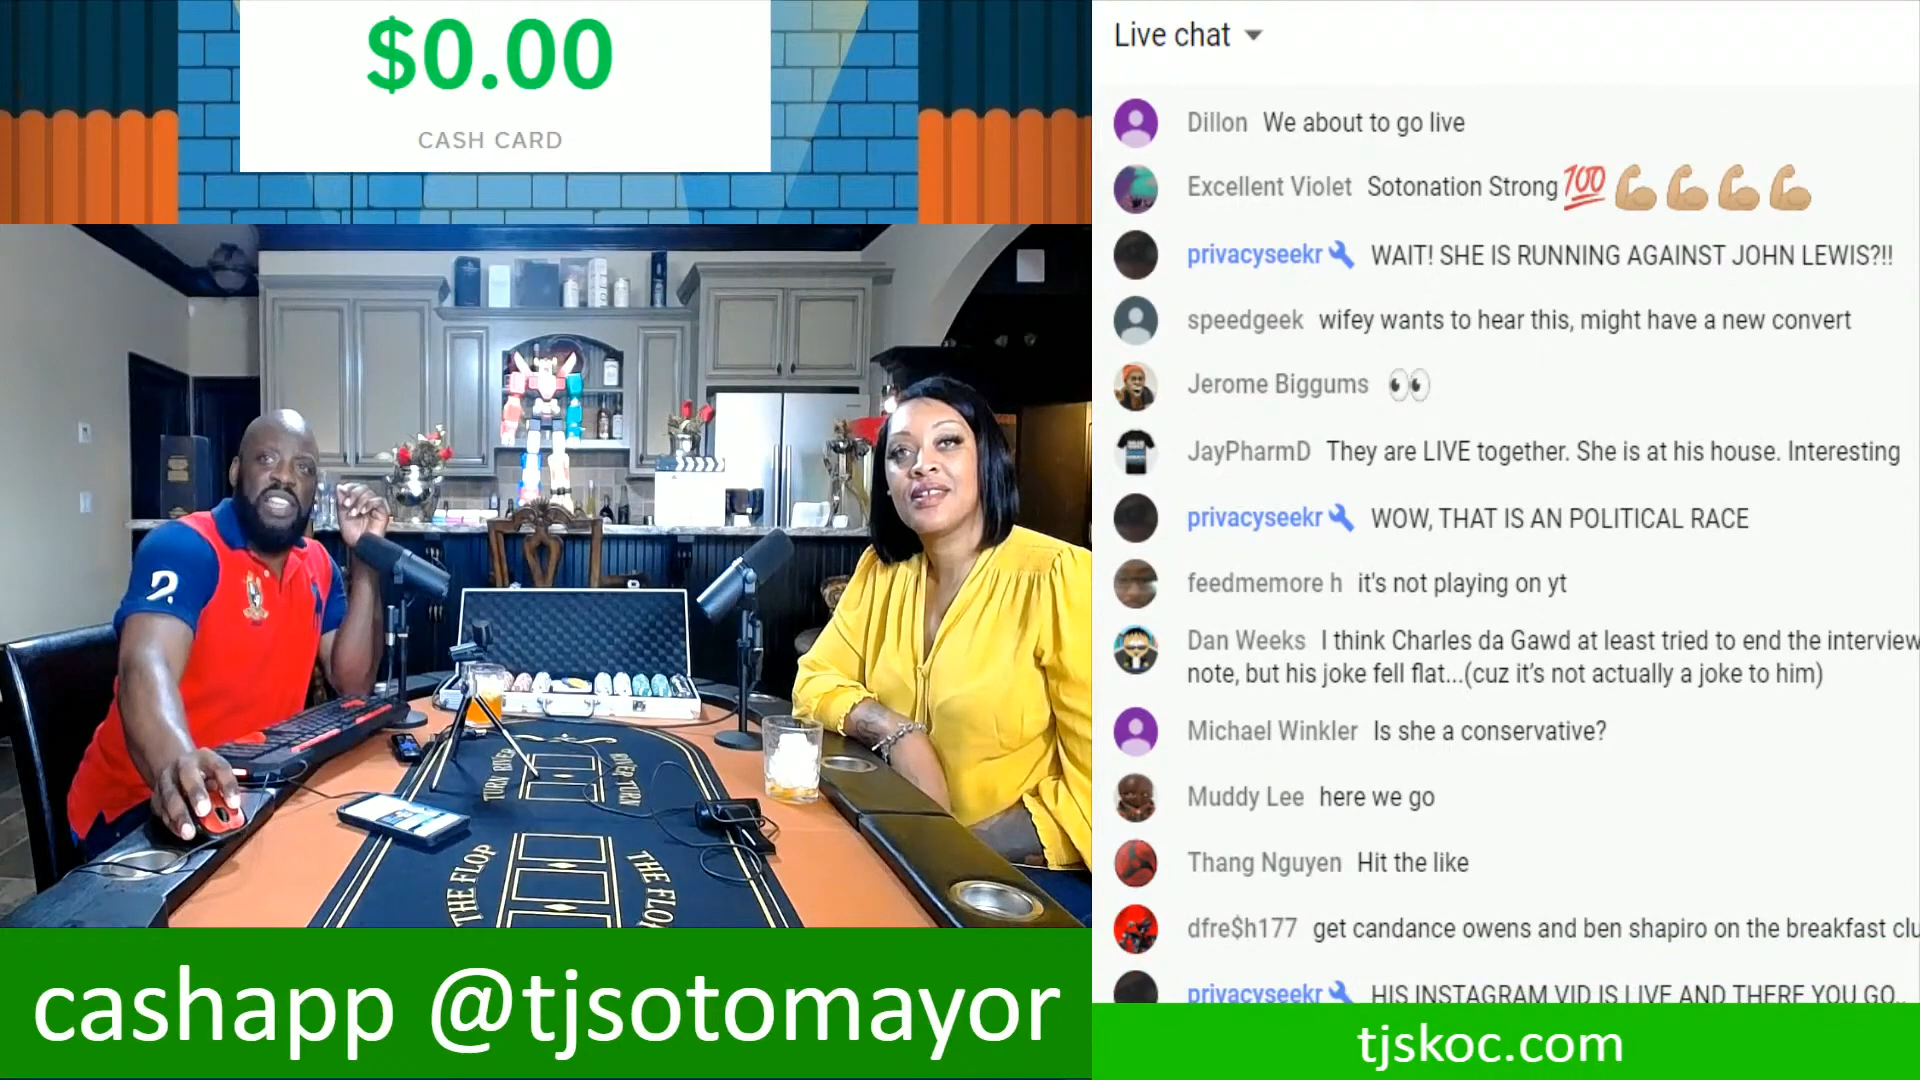 $0.00
CASH CARD
Live chat
Dillon We about to go live
Excellent Violet Sotonation Strong💯💪🏼💪🏼💪🏼💪🏼
privacyseekr WAIT! SHE IS RUNNING AGAINST JOHN LEWIS?!!
speedgeek wifey wants to hear this, might have a new convert
Jerome Biggums 👀
JayPharmD They are LIVE together. She is at his house. Interesting
privacyseekr WOW, THAT IS AN POLITICAL RACE
feedmemore h it's not playing on yt
Dan Weeks I think Charles da Gawd at least tried to end the interview
note, but his joke fell flat...(cuz it’s not actually a joke to him)
Michael Winkler Is she a conservative?
Muddy Lee here we go
Thang Nguyen Hit the like
dfre$h177 get candance owens and ben shapiro on the breakfast clu
privacyseekr HIS INSTAGRAM VID IS LIVE AND THERE YOU GO..
2
TURN RIVER
RIVER TURN
THE FLOP
THE FLOP
cashapp @tjsotomayor
tjskoc.com